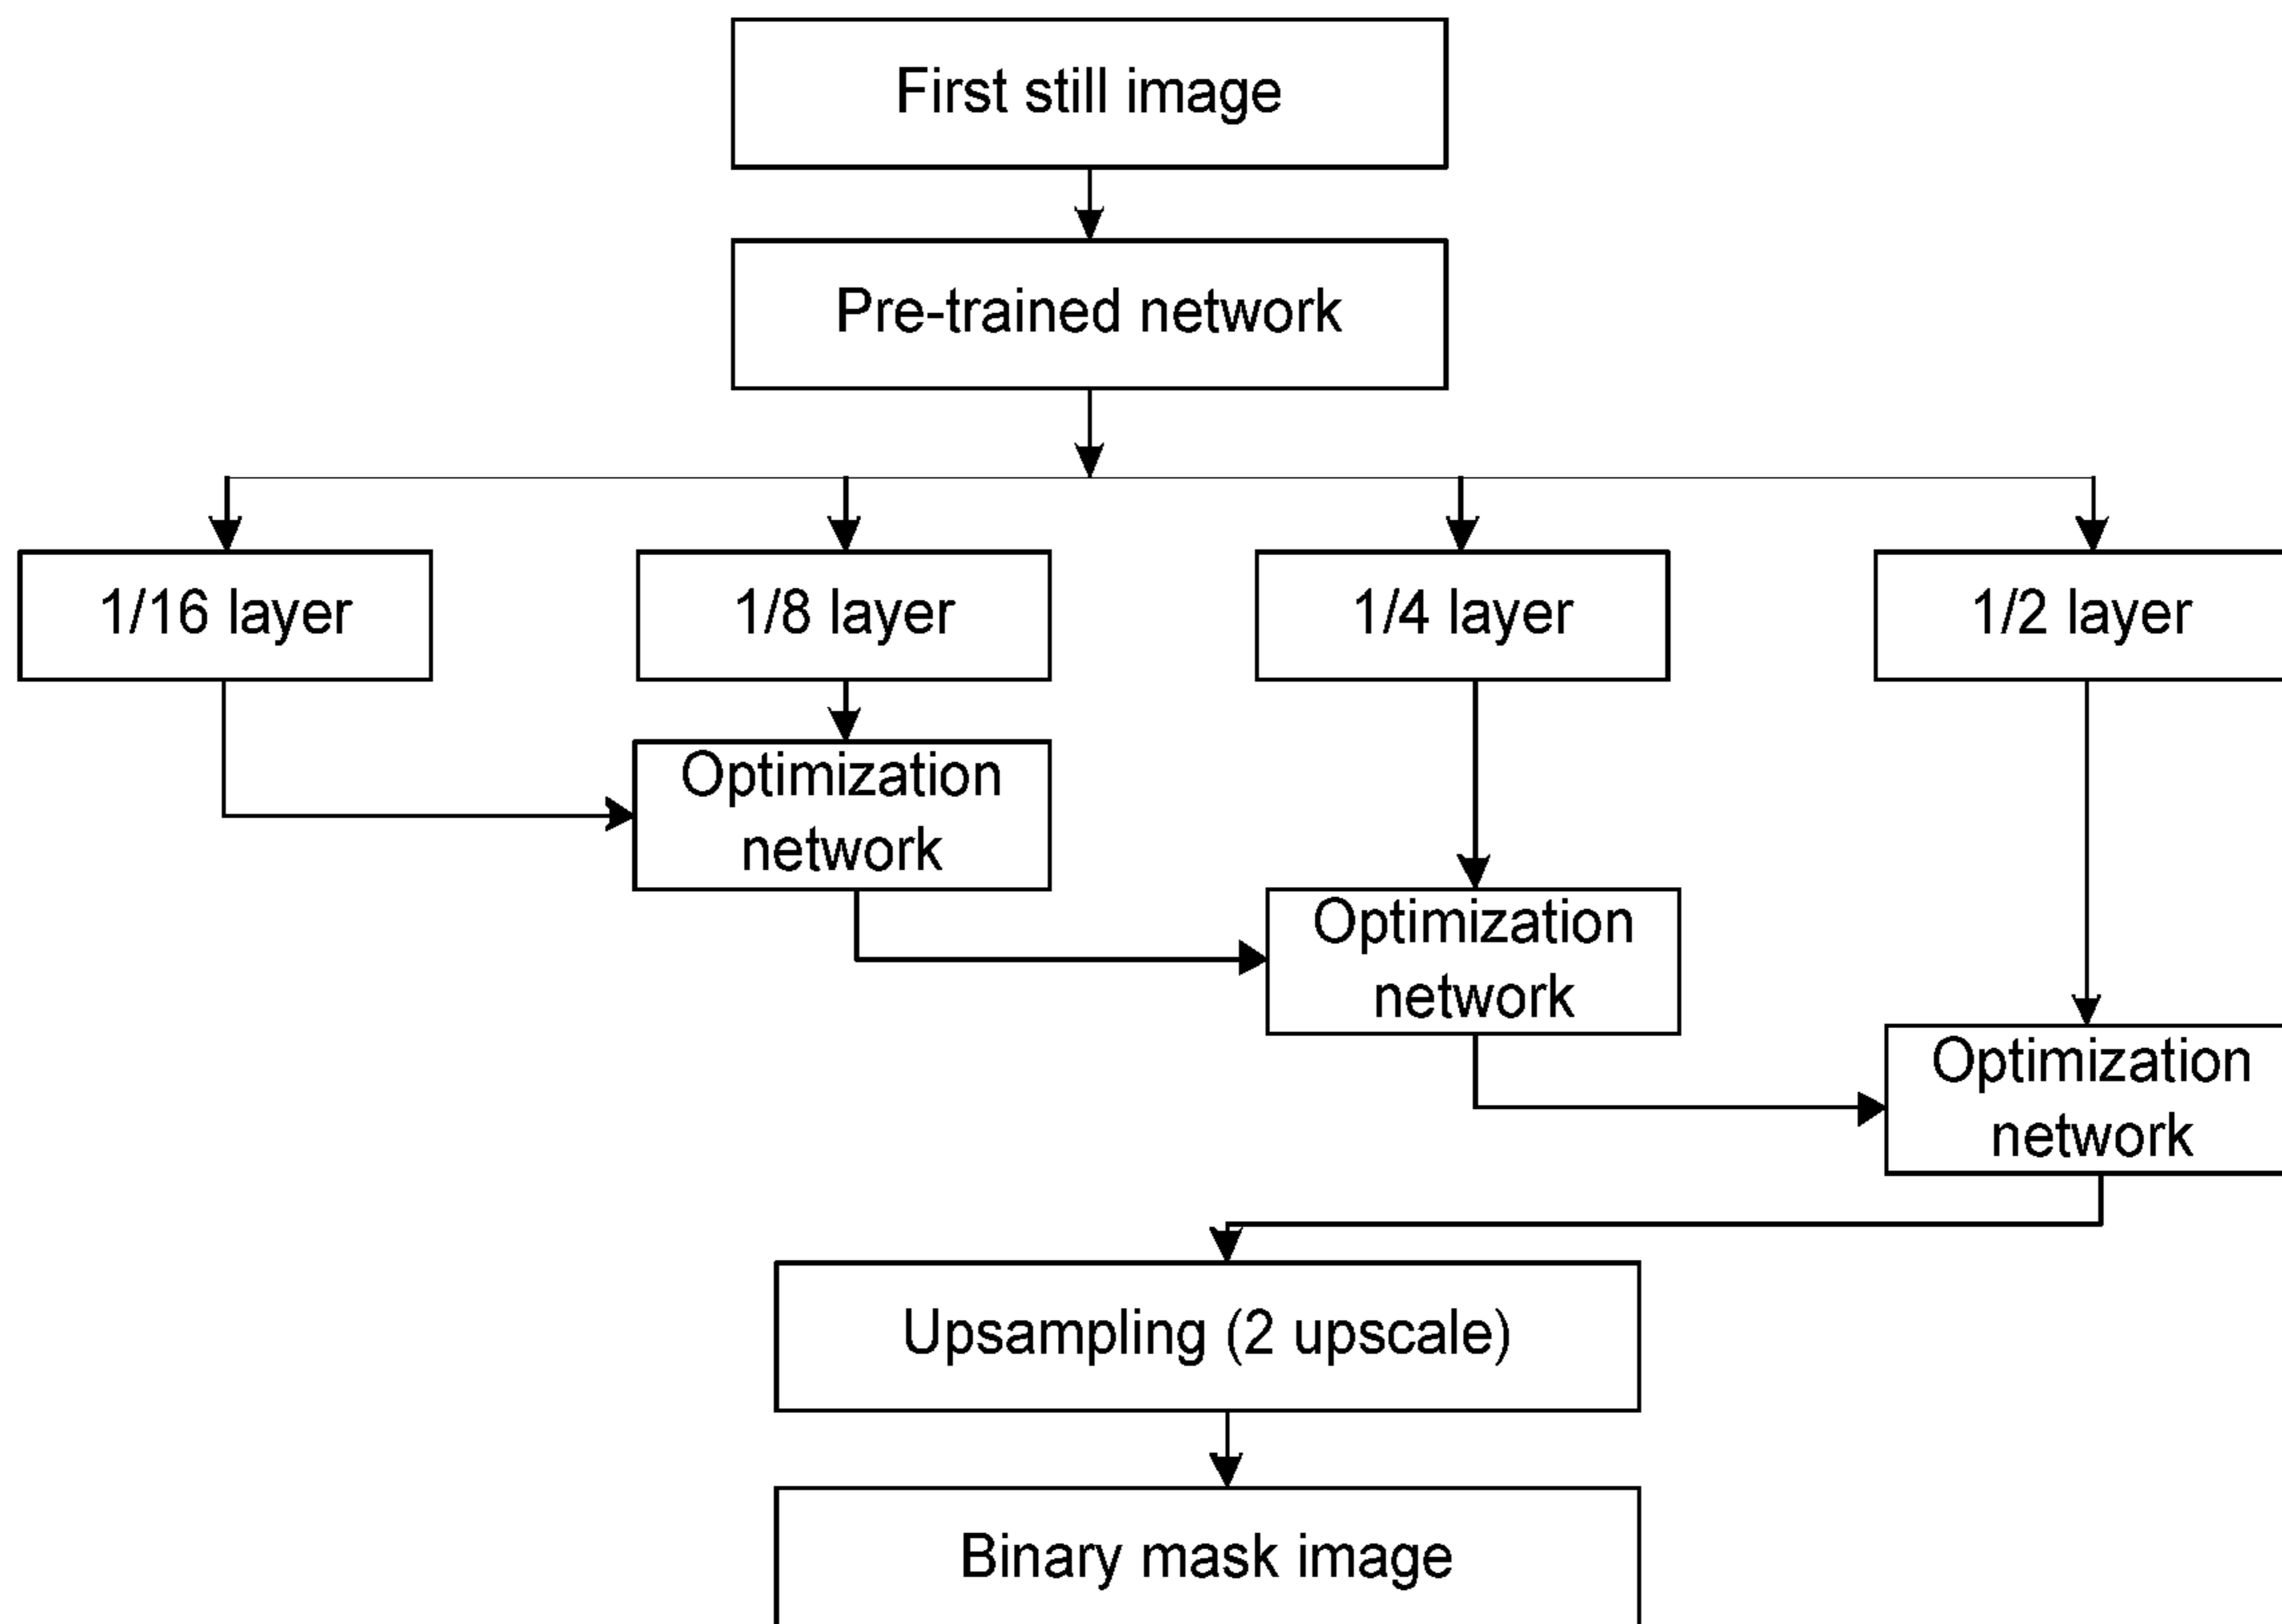 First still image
Pre-trained network
1/16 layer
1/8 layer
1/4 layer
1/2 layer
Optimization
network
Optimization
network
Optimization
network
Upsampling (2 upscale)
Binary mask image